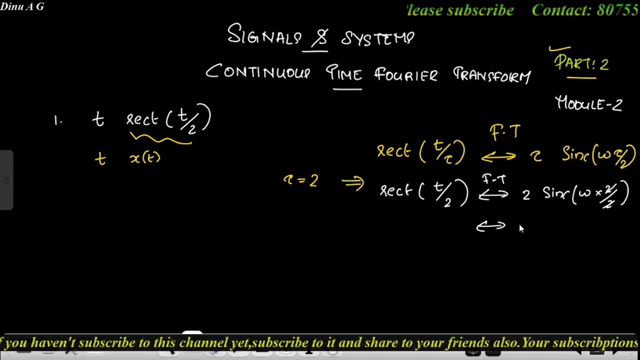 Dinu A G
lease subscribe Contact: 80755
SIGNALS & SYSTEMS
CONTINUOUS TIME FOURIER TRANSFORM
PART: 2
MODULE-2
1. t rect(t/2)
t x(t)
rect(t/τ) F.T ⟷ τ Sinc(ωτ/2)
τ=2 ⇒ rect(t/2) F.T ⟷ 2 Sinc(ω×2/2)
⟷
f you haven't subscribe to this channel yet,subscribe to it and share to your friends also.Your subscribptions